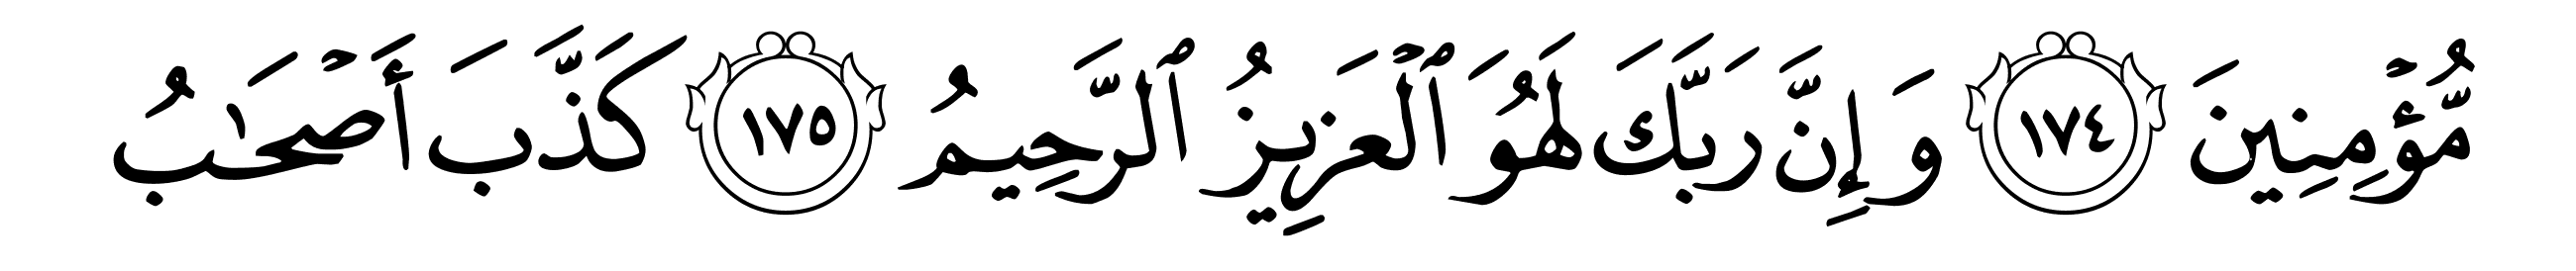 مُّؤْمِنِينَ ١٧٤ وَإِنَّ رَبَّكَ لَهُوَ ٱلْعَزِيزُ ٱلرَّحِيمُ ١٧٥ كَذَّبَ أَصْحَـٰبُ